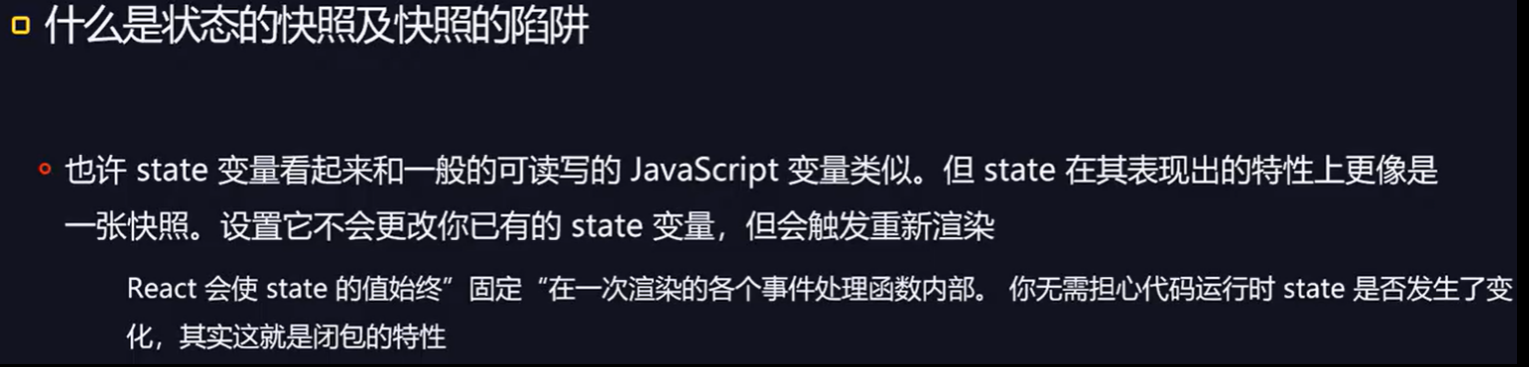 什么是状态的快照及快照的陷阱
也许 state 变量看起来和一般的可读写的 JavaScript 变量类似。但 state 在其表现出的特性上更像是
一张快照。设置它不会更改你已有的 state 变量，但会触发重新渲染
React 会使 state 的值始终”固定“在一次渲染的各个事件处理函数内部。 你无需担心代码运行时 state 是否发生了变
化，其实这就是闭包的特性